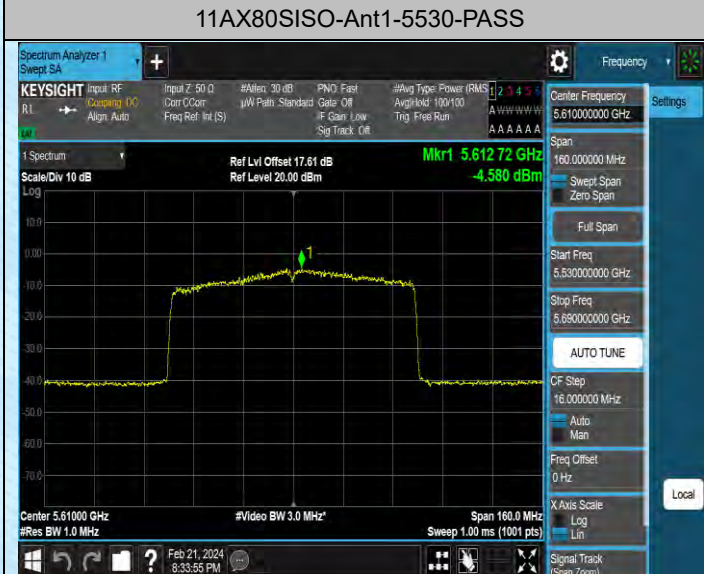 11AX80SISO-Ant1-5530-PASS
Spectrum Analyzer 1
Swept SA
Frequency
KEYSIGHT
Input: RF
Coupling: DC
Align: Auto
Input Z: 50 Ω
Corr CCorr
Freq Ref: Int (S)
#Atten: 30 dB
µW Path: Standard
PNO: Fast
Gate: Off
IF Gain: Low
Sig Track: Off
#Avg Type: Power (RMS
Avg|Hold: 100/100
Trig: Free Run
1 2 3 4 5 6
A W W W W W
A A A A A A
Center Frequency
5.610000000 GHz
Settings
Span
160.000000 MHz
Swept Span
Zero Span
Full Span
Start Freq
5.530000000 GHz
Stop Freq
5.690000000 GHz
AUTO TUNE
CF Step
16.000000 MHz
Auto
Man
Freq Offset
0 Hz
X Axis Scale
Log
Lin
Signal Track
(Span Zoom)
Local
1 Spectrum
Scale/Div 10 dB
Log
Ref Lvl Offset 17.61 dB
Ref Level 20.00 dBm
Mkr1 5.612 72 GHz
-4.580 dBm
1
10.0
0.00
-10.0
-20.0
-30.0
-40.0
-50.0
-60.0
-70.0
Center 5.61000 GHz
#Res BW 1.0 MHz
#Video BW 3.0 MHz*
Span 160.0 MHz
Sweep 1.00 ms (1001 pts)
Feb 21, 2024
8:33:55 PM